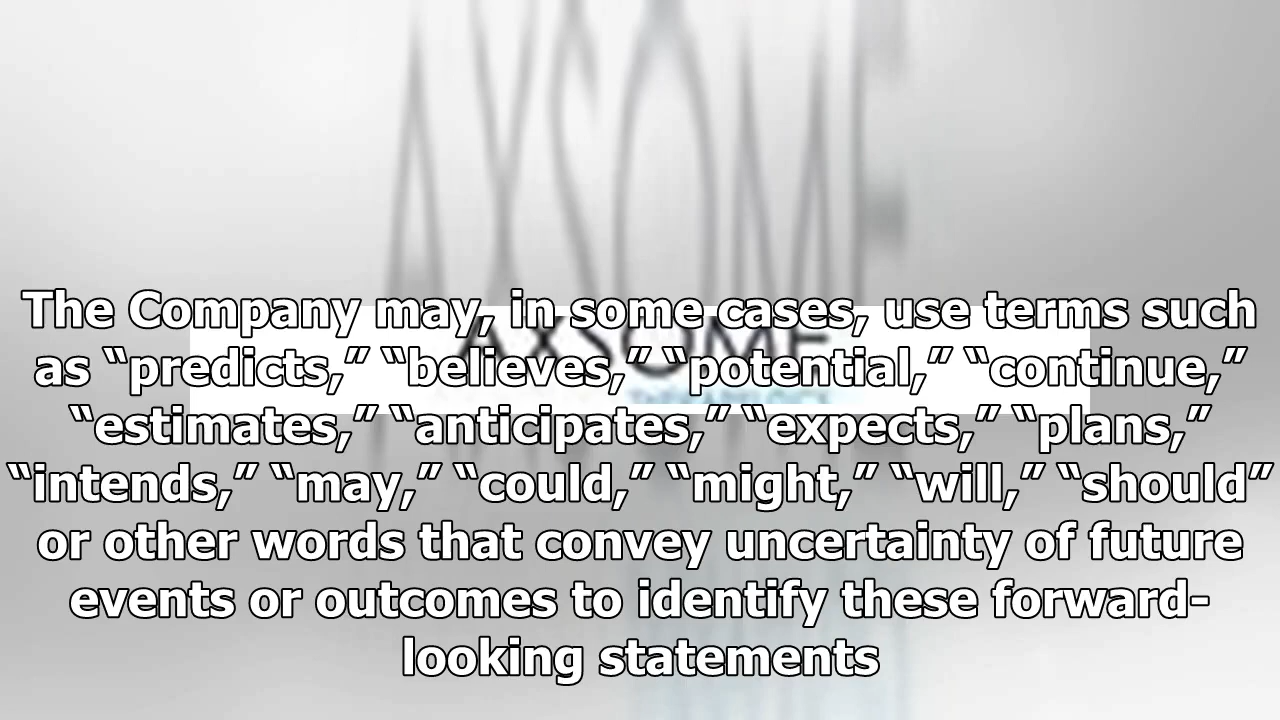 AXSOME
The Company may, in some cases, use terms such
as “predicts,” “believes,” “potential,” “continue,”
“estimates,” “anticipates,” “expects,” “plans,”
“intends,” “may,” “could,” “might,” “will,” “should”
or other words that convey uncertainty of future
events or outcomes to identify these forward-
looking statements
AXSOME